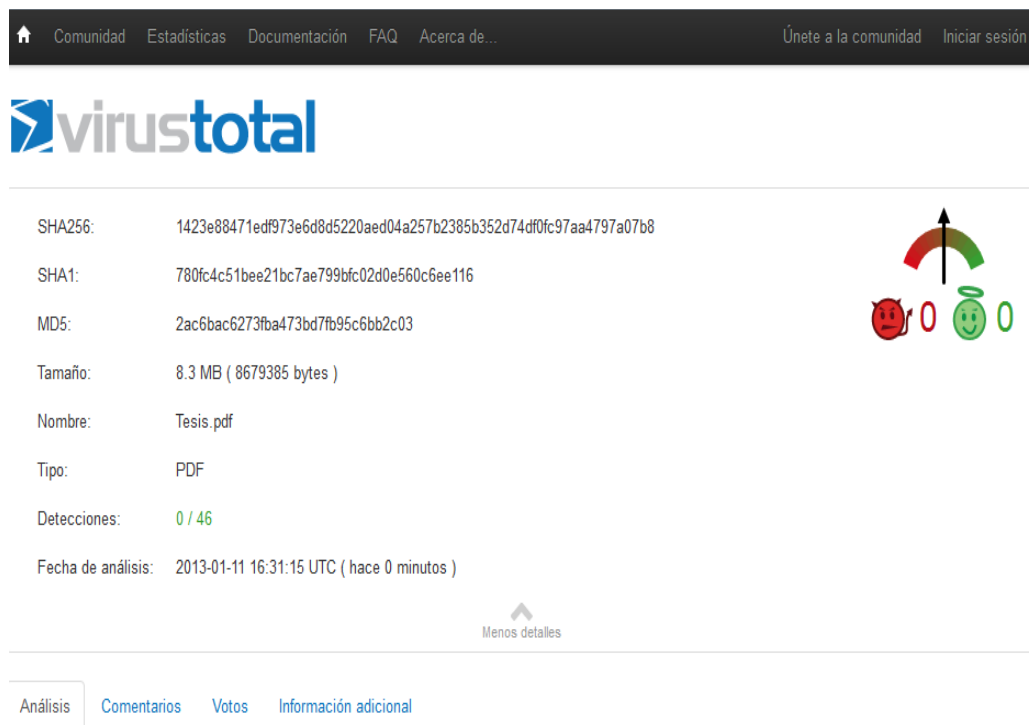 Comunidad Estadísticas Documentación FAQ Acerca de... Únete a la comunidad Iniciar sesión
virustotal
SHA256: 1423e88471edf973e6d8d5220aed04a257b2385b352d74df0fc97aa4797a07b8
SHA1: 780fc4c51bee21bc7ae799bfc02d0e560c6ee116
MD5: 2ac6bac6273fba473bd7fb95c6bb2c03
Tamaño: 8.3 MB ( 8679385 bytes )
Nombre: Tesis.pdf
Tipo: PDF
Detecciones: 0 / 46
Fecha de análisis: 2013-01-11 16:31:15 UTC ( hace 0 minutos )
0 0
Menos detalles
Análisis Comentarios Votos Información adicional